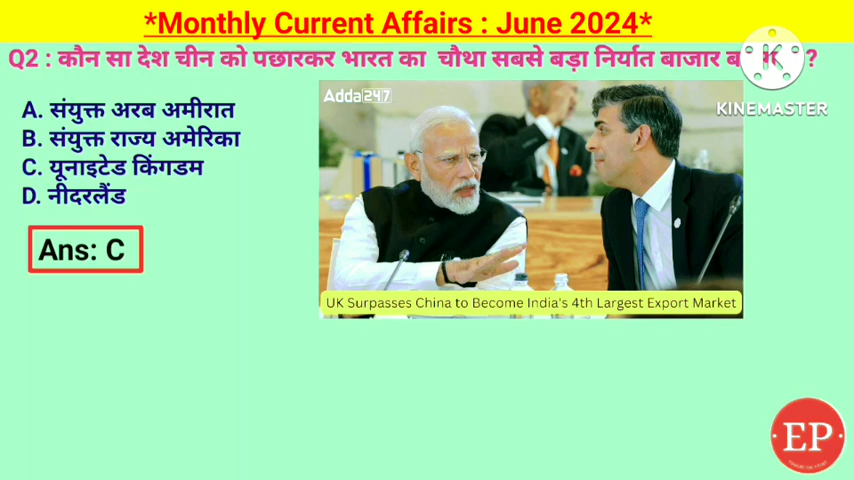 *Monthly Current Affairs : June 2024*
Q2 : कौन सा देश चीन को पछारकर भारत का चौथा सबसे बड़ा निर्यात बाजार ?
KINEMASTER
A. संयुक्त अरब अमीरात
B. संयुक्त राज्य अमेरिका
C. यूनाइटेड किंगडम
D. नीदरलैंड
Ans: C
Adda247
UK Surpasses China to Become India's 4th Largest Export Market
EP